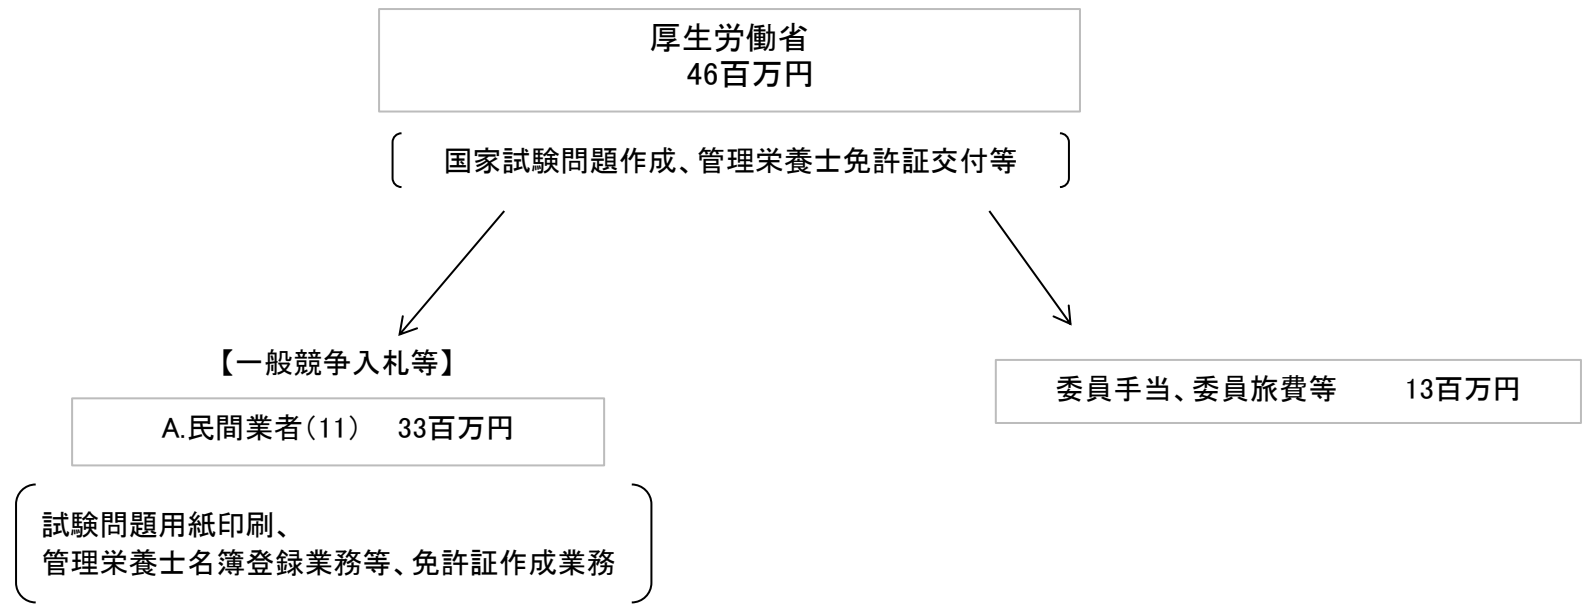 厚生労働省
46百万円
国家試験問題作成、管理栄養士免許証交付等
【一般競争入札等】
A.民間業者(11) 33百万円
委員手当、委員旅費等 13百万円
試験問題用紙印刷、
管理栄養士名簿登録業務等、免許証作成業務